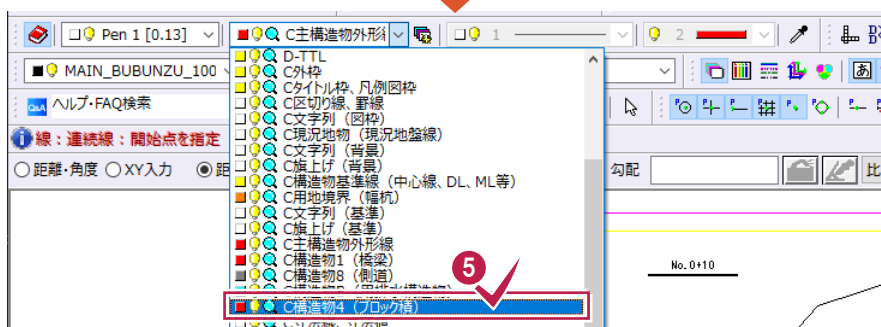 Pen 1 [0.13]
C主構造物外形
1
2
MAIN_BUBUNZU_100
あ
Q&A ヘルプ・FAQ検索
線：連続線：開始点を指定
距離・角度 XY入力 距
勾配
比
D-TTL
C外枠
Cタイトル枠、凡例図枠
C区切り線、罫線
C文字列（図枠）
C現況地物（現況地盤線）
C文字列（背景）
C旗上げ（背景）
C構造物基準線（中心線、DL、ML等）
C用地境界（幅杭）
C文字列（基準）
C旗上げ（基準）
C主構造物外形線
C構造物1（橋梁）
C構造物8（側道）
C構造物4（ブロック積）
5
No.0+10